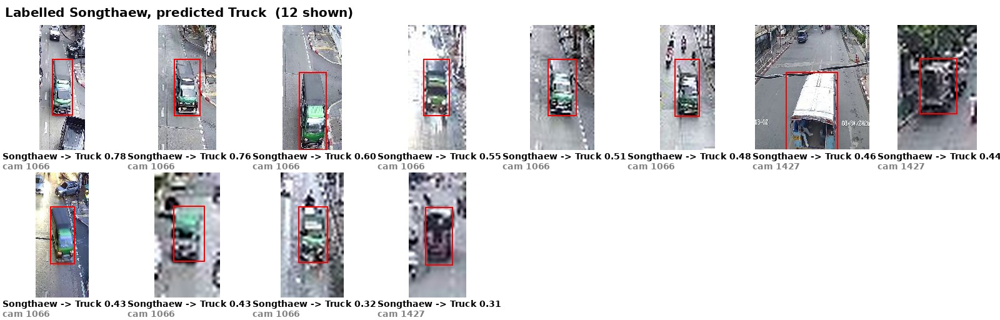 Labelled Songthaew, predicted Truck (12 shown)
Songthaew -> Truck 0.78
cam 1066
Songthaew -> Truck 0.76
cam 1066
Songthaew -> Truck 0.60
cam 1066
Songthaew -> Truck 0.55
cam 1066
Songthaew -> Truck 0.51
cam 1066
Songthaew -> Truck 0.48
cam 1066
Songthaew -> Truck 0.46
cam 1427
Songthaew -> Truck 0.44
cam 1427
Songthaew -> Truck 0.43
cam 1066
Songthaew -> Truck 0.43
cam 1066
Songthaew -> Truck 0.32
cam 1066
Songthaew -> Truck 0.31
cam 1427